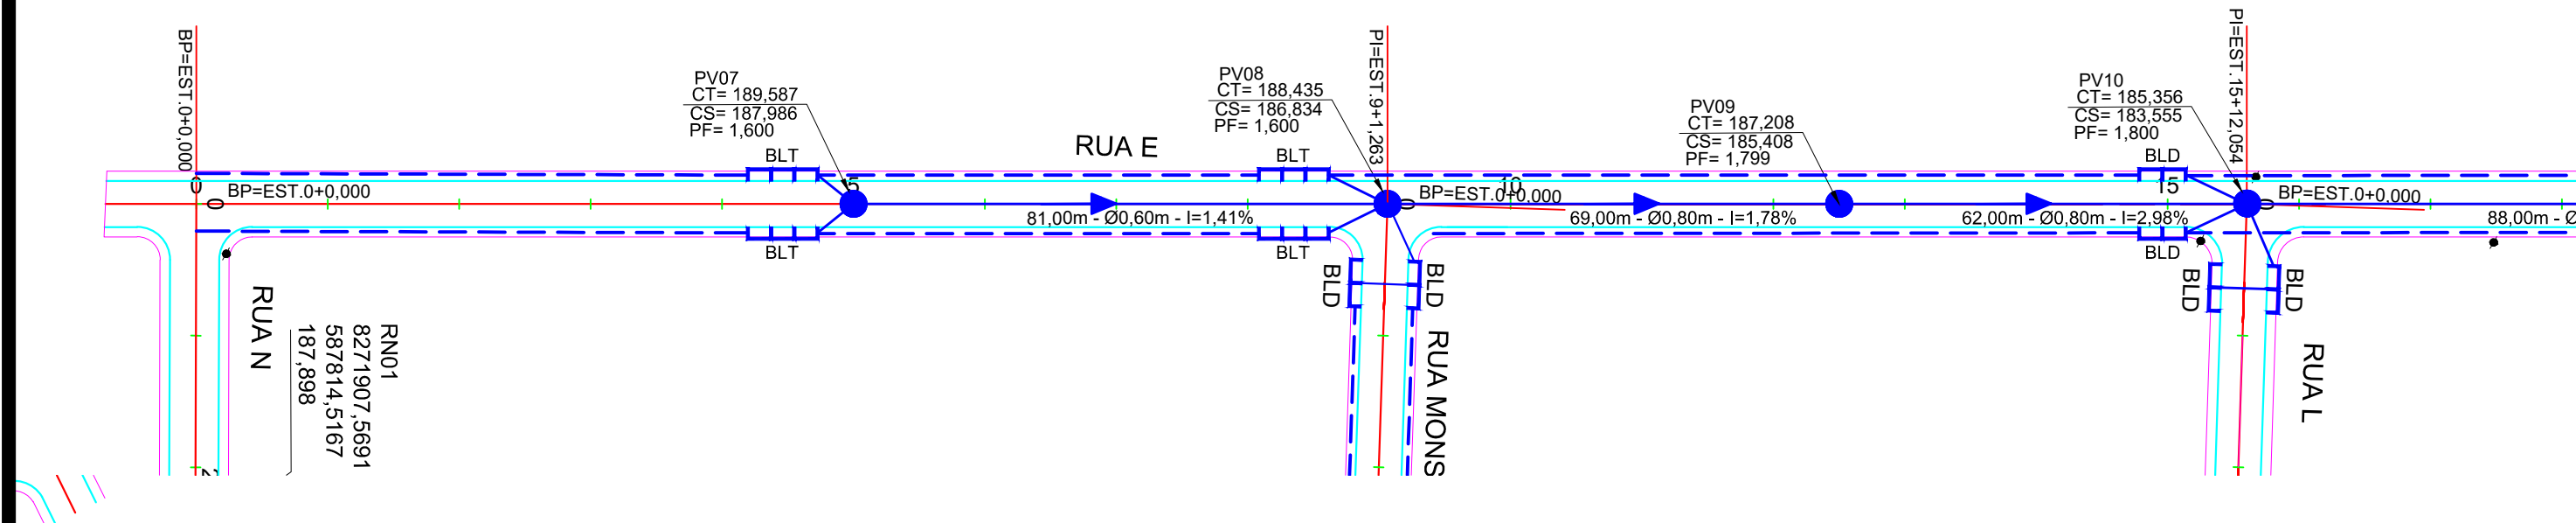 BP=EST.0+0,000
PV07
CT= 189,587
CS= 187,986
PF= 1,600
BLT
RUA E
PV08
CT= 188,435
CS= 186,834
PF= 1,600
BLT
PI=EST.9+1,263
PV09
CT= 187,208
CS= 185,408
PF= 1,799
PV10
CT= 185,356
CS= 183,555
PF= 1,800
BLD
PI=EST.15+12,054
0
BP=EST.0+0,000
0
5
81,00m - Ø0,60m - I=1,41%
BP=EST.0+0,000
0
10
69,00m - Ø0,80m - I=1,78%
15
62,00m - Ø0,80m - I=2,98%
BP=EST.0+0,000
0
88,00m - Ø
BLT
BLT
BLD
BLD
BLD
BLD
BLD
RUA N
RN01
8271907,5691
587814,5167
187,898
RUA MONS
RUA L